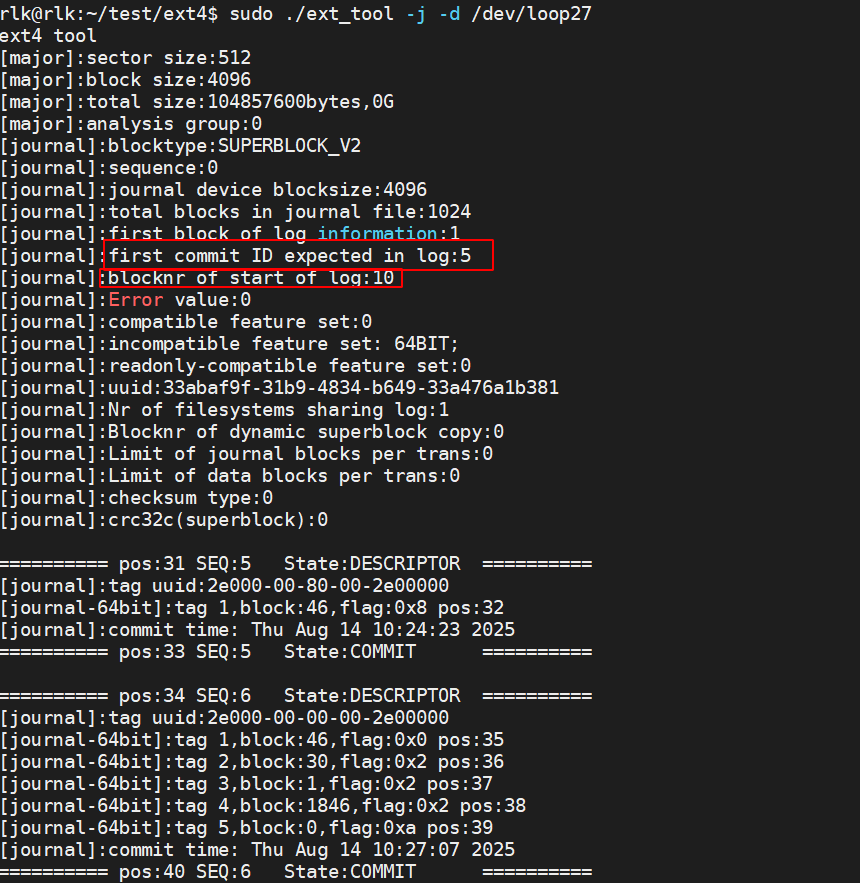 rlk@rlk:~/test/ext4$ sudo ./ext_tool -j -d /dev/loop27
ext4 tool
[major]:sector size:512
[major]:block size:4096
[major]:total size:104857600bytes,0G
[major]:analysis group:0
[journal]:blocktype:SUPERBLOCK_V2
[journal]:sequence:0
[journal]:journal device blocksize:4096
[journal]:total blocks in journal file:1024
[journal]:first block of log information:1
[journal]:first commit ID expected in log:5
[journal]:blocknr of start of log:10
[journal]:Error value:0
[journal]:compatible feature set:0
[journal]:incompatible feature set: 64BIT;
[journal]:readonly-compatible feature set:0
[journal]:uuid:33abaf9f-31b9-4834-b649-33a476a1b381
[journal]:Nr of filesystems sharing log:1
[journal]:Blocknr of dynamic superblock copy:0
[journal]:Limit of journal blocks per trans:0
[journal]:Limit of data blocks per trans:0
[journal]:checksum type:0
[journal]:crc32c(superblock):0
========== pos:31 SEQ:5   State:DESCRIPTOR  ==========
[journal]:tag uuid:2e000-00-80-00-2e00000
[journal-64bit]:tag 1,block:46,flag:0x8 pos:32
[journal]:commit time: Thu Aug 14 10:24:23 2025
========== pos:33 SEQ:5   State:COMMIT      ==========
========== pos:34 SEQ:6   State:DESCRIPTOR  ==========
[journal]:tag uuid:2e000-00-00-00-2e00000
[journal-64bit]:tag 1,block:46,flag:0x0 pos:35
[journal-64bit]:tag 2,block:30,flag:0x2 pos:36
[journal-64bit]:tag 3,block:1,flag:0x2 pos:37
[journal-64bit]:tag 4,block:1846,flag:0x2 pos:38
[journal-64bit]:tag 5,block:0,flag:0xa pos:39
[journal]:commit time: Thu Aug 14 10:27:07 2025
========== pos:40 SEQ:6   State:COMMIT      ==========